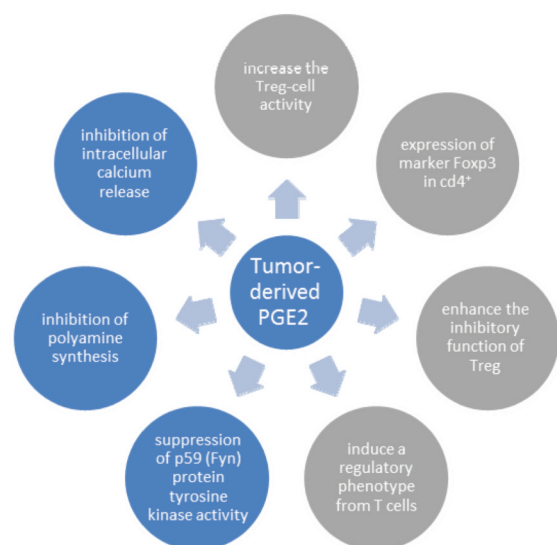 increase the
Treg-cell
activity
expression of
marker Foxp3
in cd4⁺
enhance the
inhibitory
function of
Treg
induce a
regulatory
phenotype
from T cells
suppression
of p59 (Fyn)
protein
tyrosine
kinase activity
inhibition of
polyamine
synthesis
inhibition of
intracellular
calcium
release
Tumor-
derived
PGE2